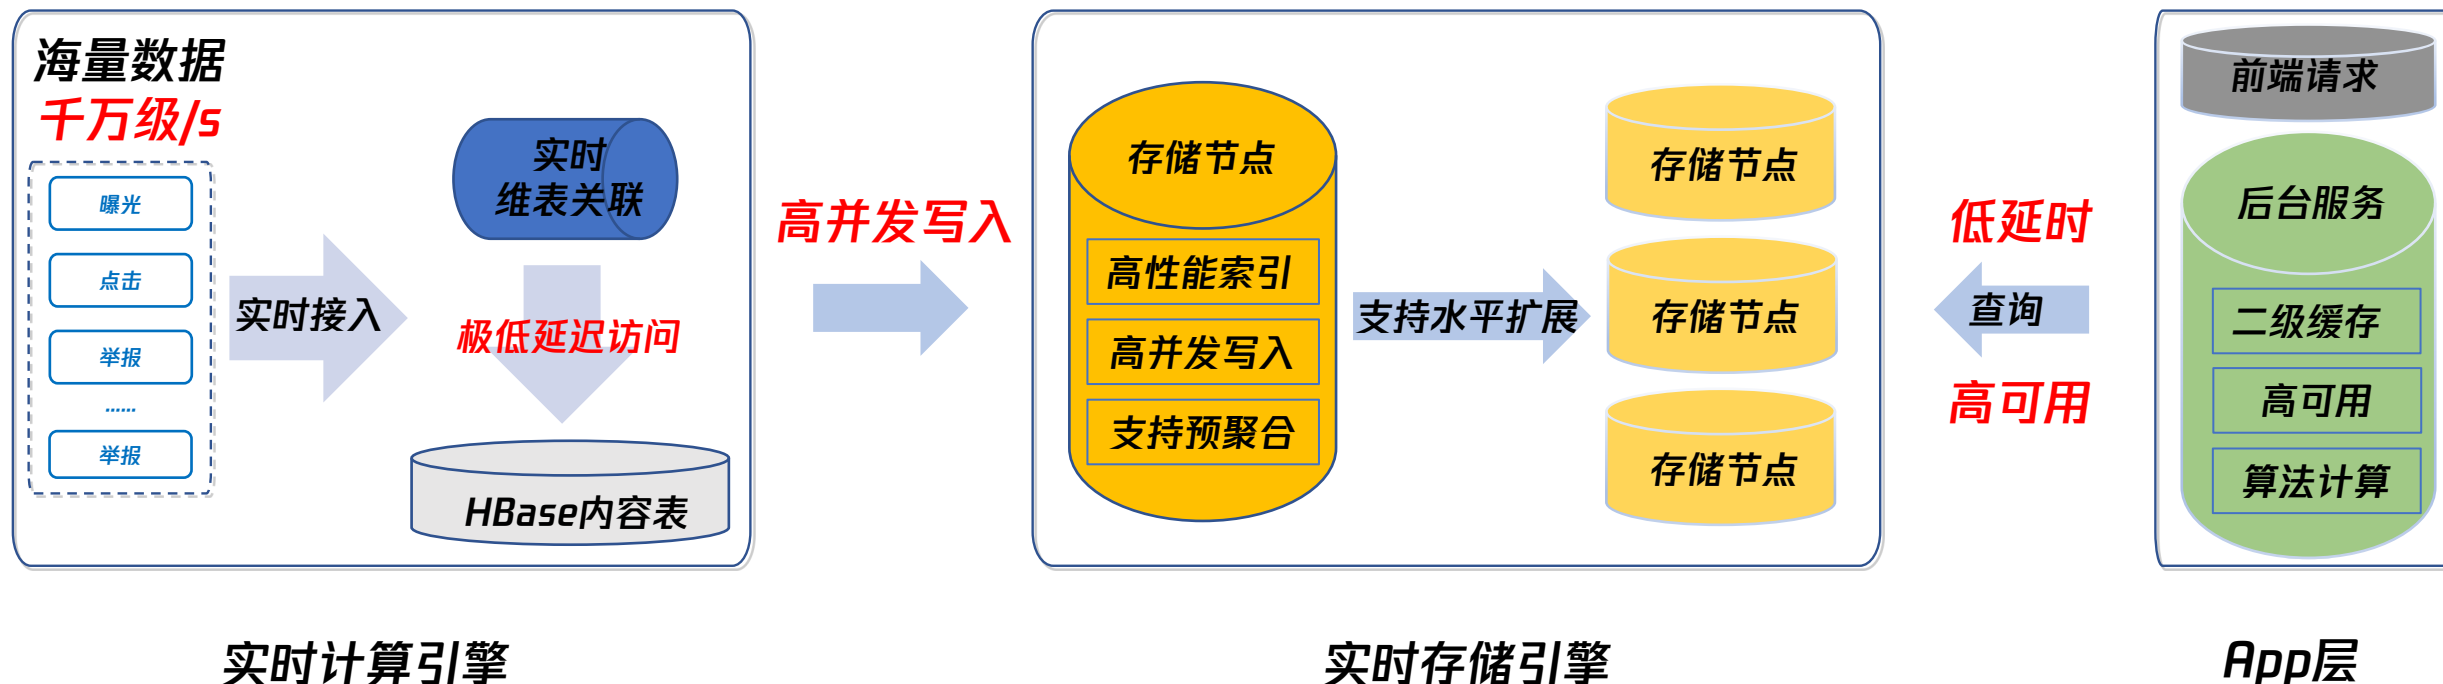 海量数据
千万级/s
曝光
点击
举报
......
举报
实时接入
实时
维表关联
极低延迟访问
HBase内容表
实时计算引擎
高并发写入
存储节点
高性能索引
高并发写入
支持预聚合
支持水平扩展
存储节点
存储节点
存储节点
实时存储引擎
低延时
查询
高可用
前端请求
后台服务
二级缓存
高可用
算法计算
App层